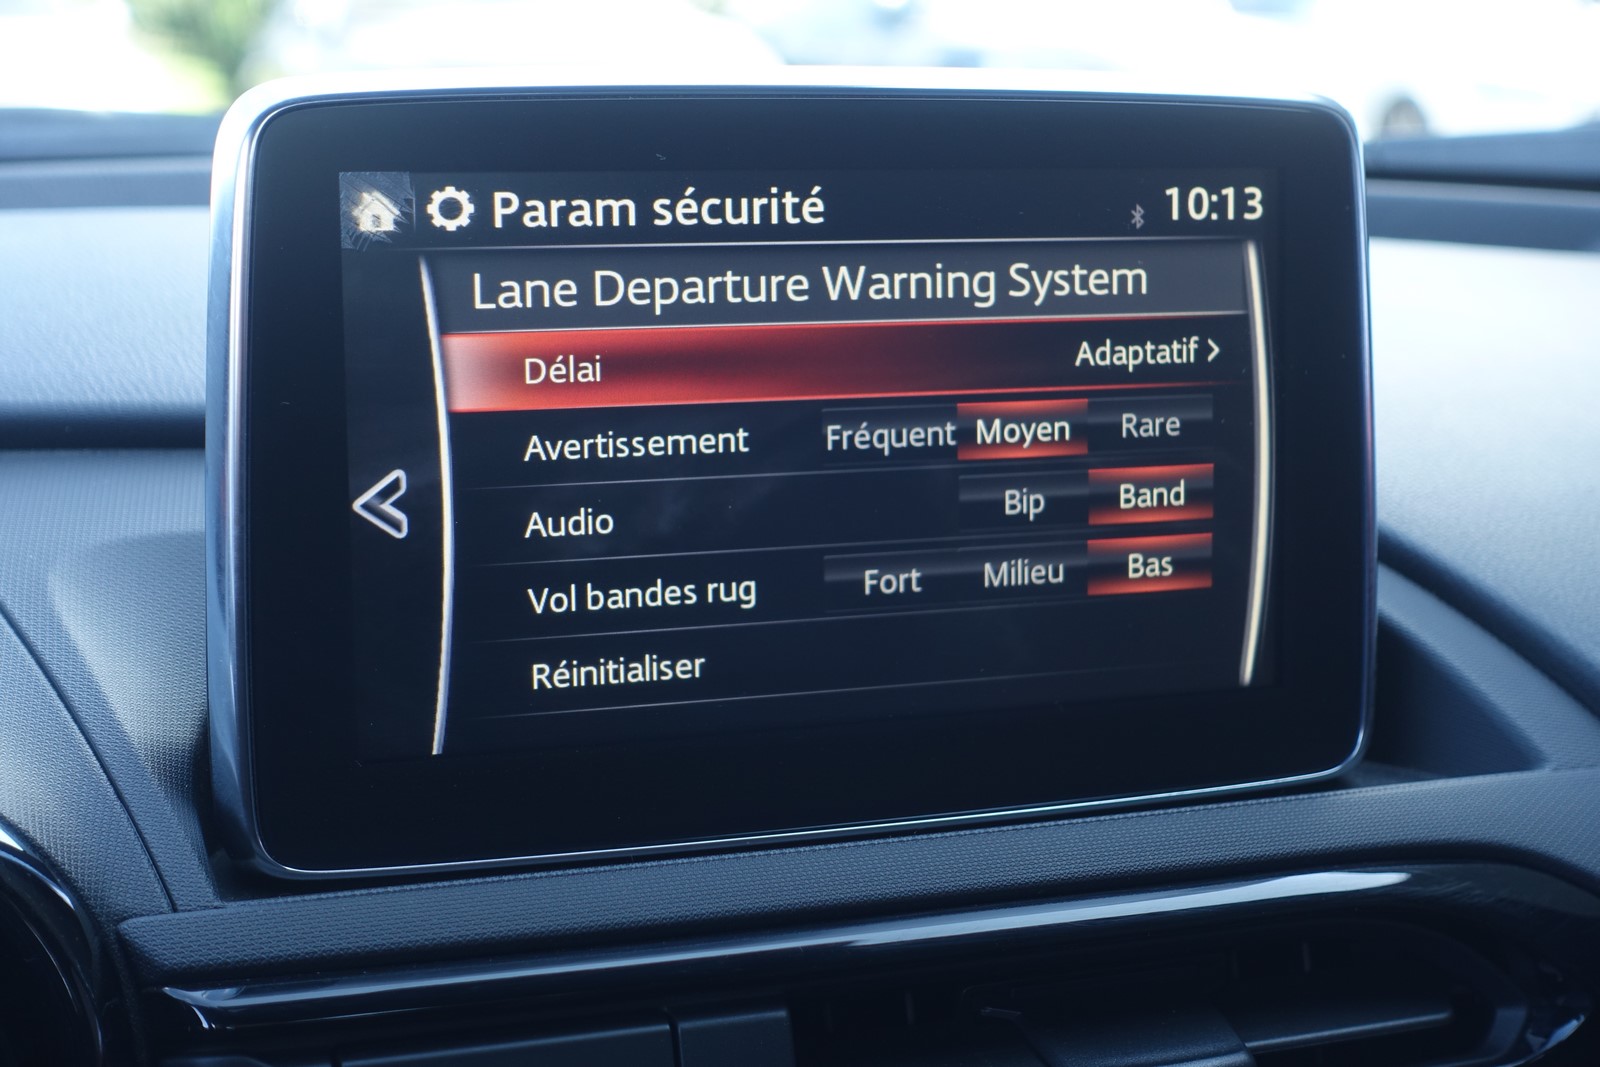 Param sécurité 10:13
Lane Departure Warning System
Délai Adaptatif >
Avertissement Fréquent Moyen Rare
Audio Bip Band
Vol bandes rug Fort Milieu Bas
Réinitialiser